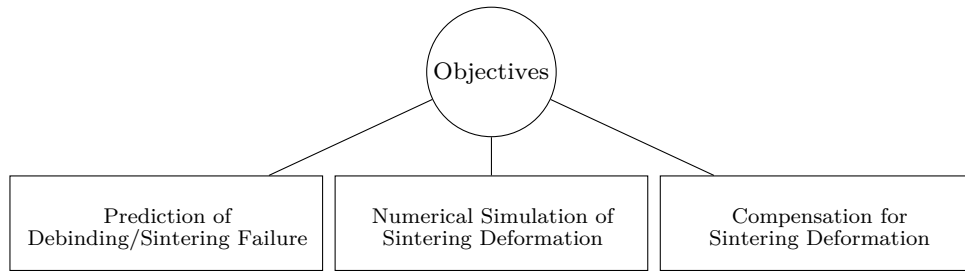 Objectives
Prediction of
Debinding/Sintering Failure
Numerical Simulation of
Sintering Deformation
Compensation for
Sintering Deformation